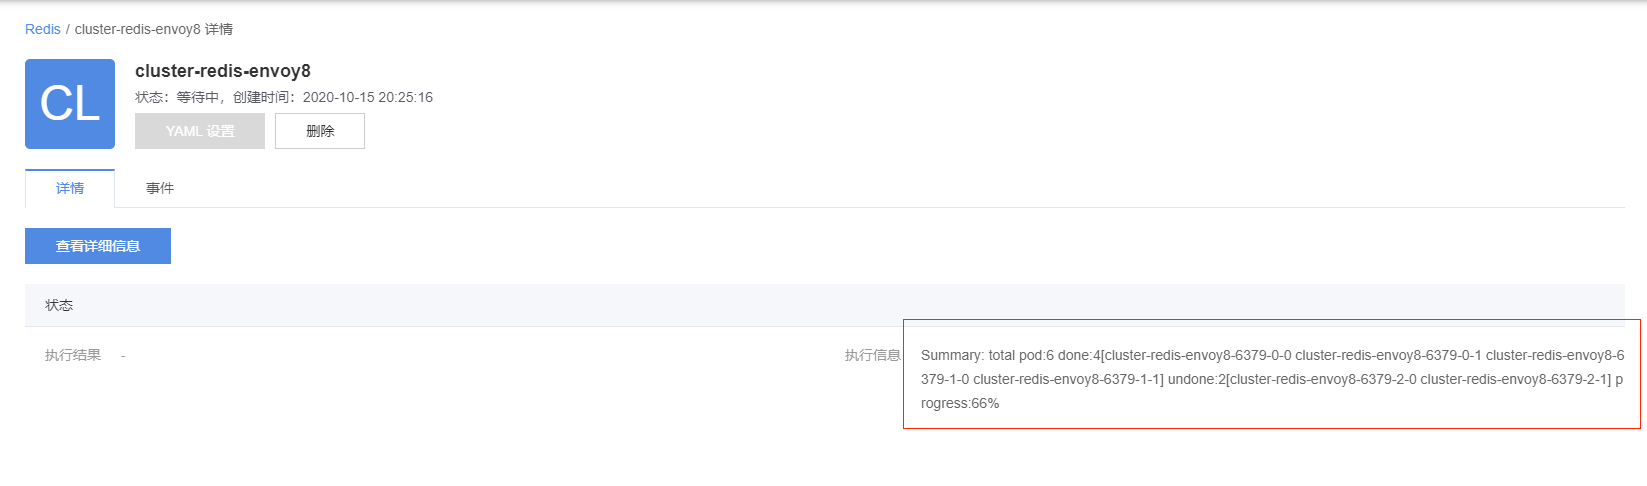 Redis / cluster-redis-envoy8 详情
CL
cluster-redis-envoy8
状态：等待中，创建时间：2020-10-15 20:25:16
YAML 设置
删除
详情
事件
查看详细信息
状态
执行结果 -
执行信息
Summary: total pod:6 done:4[cluster-redis-envoy8-6379-0-0 cluster-redis-envoy8-6379-0-1 cluster-redis-envoy8-6
379-1-0 cluster-redis-envoy8-6379-1-1] undone:2[cluster-redis-envoy8-6379-2-0 cluster-redis-envoy8-6379-2-1] p
rogress:66%